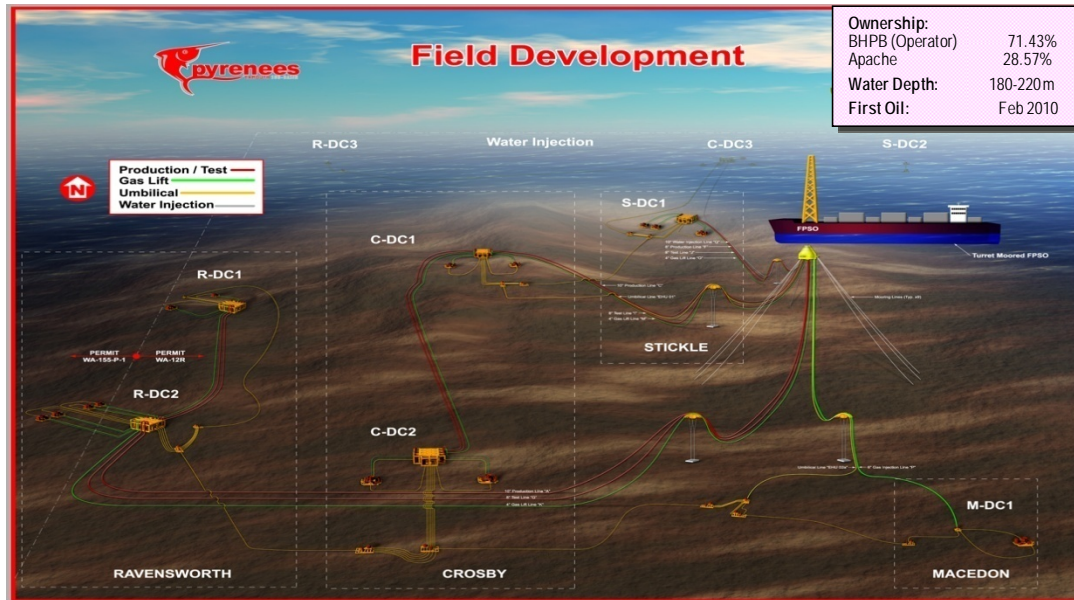 Field Development
pyrenees
Ownership:
BHPB (Operator) 71.43%
Apache 28.57%
Water Depth: 180-220m
First Oil: Feb 2010
R-DC3
Water Injection
C-DC3
S-DC2
Production / Test
Gas Lift
Umbilical
Water Injection
N
S-DC1
FPSO
Turret Moored FPSO
C-DC1
R-DC1
STICKLE
PERMIT
WA-155-P-1
PERMIT
WA-12R
R-DC2
C-DC2
M-DC1
RAVENSWORTH
CROSBY
MACEDON